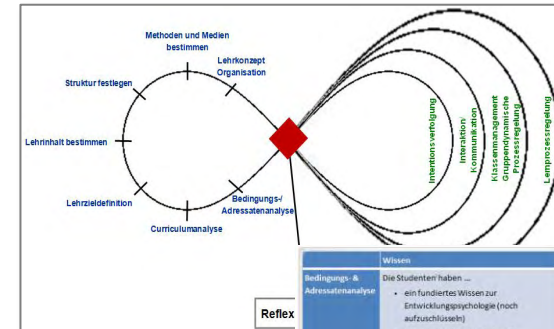 Methoden und Medien
bestimmen
Lehrkonzept
Organisation
Struktur festlegen
Lehrinhalt bestimmen
Lehrzieldefinition
Bedingungs-/
Adressatenanalyse
Curriculumanalyse
Intentionsverfolgung
Interaktion/
Kommunikation
Klassenmanagement
Gruppendynamische
Prozessregelung
Lernprozessregelung
Reflex
Wissen
Bedingungs- &
Adressatenanalyse
Die Studenten haben ...
• ein fundiertes Wissen zur
Entwicklungspsychologie (noch
aufzuschlüsseln)